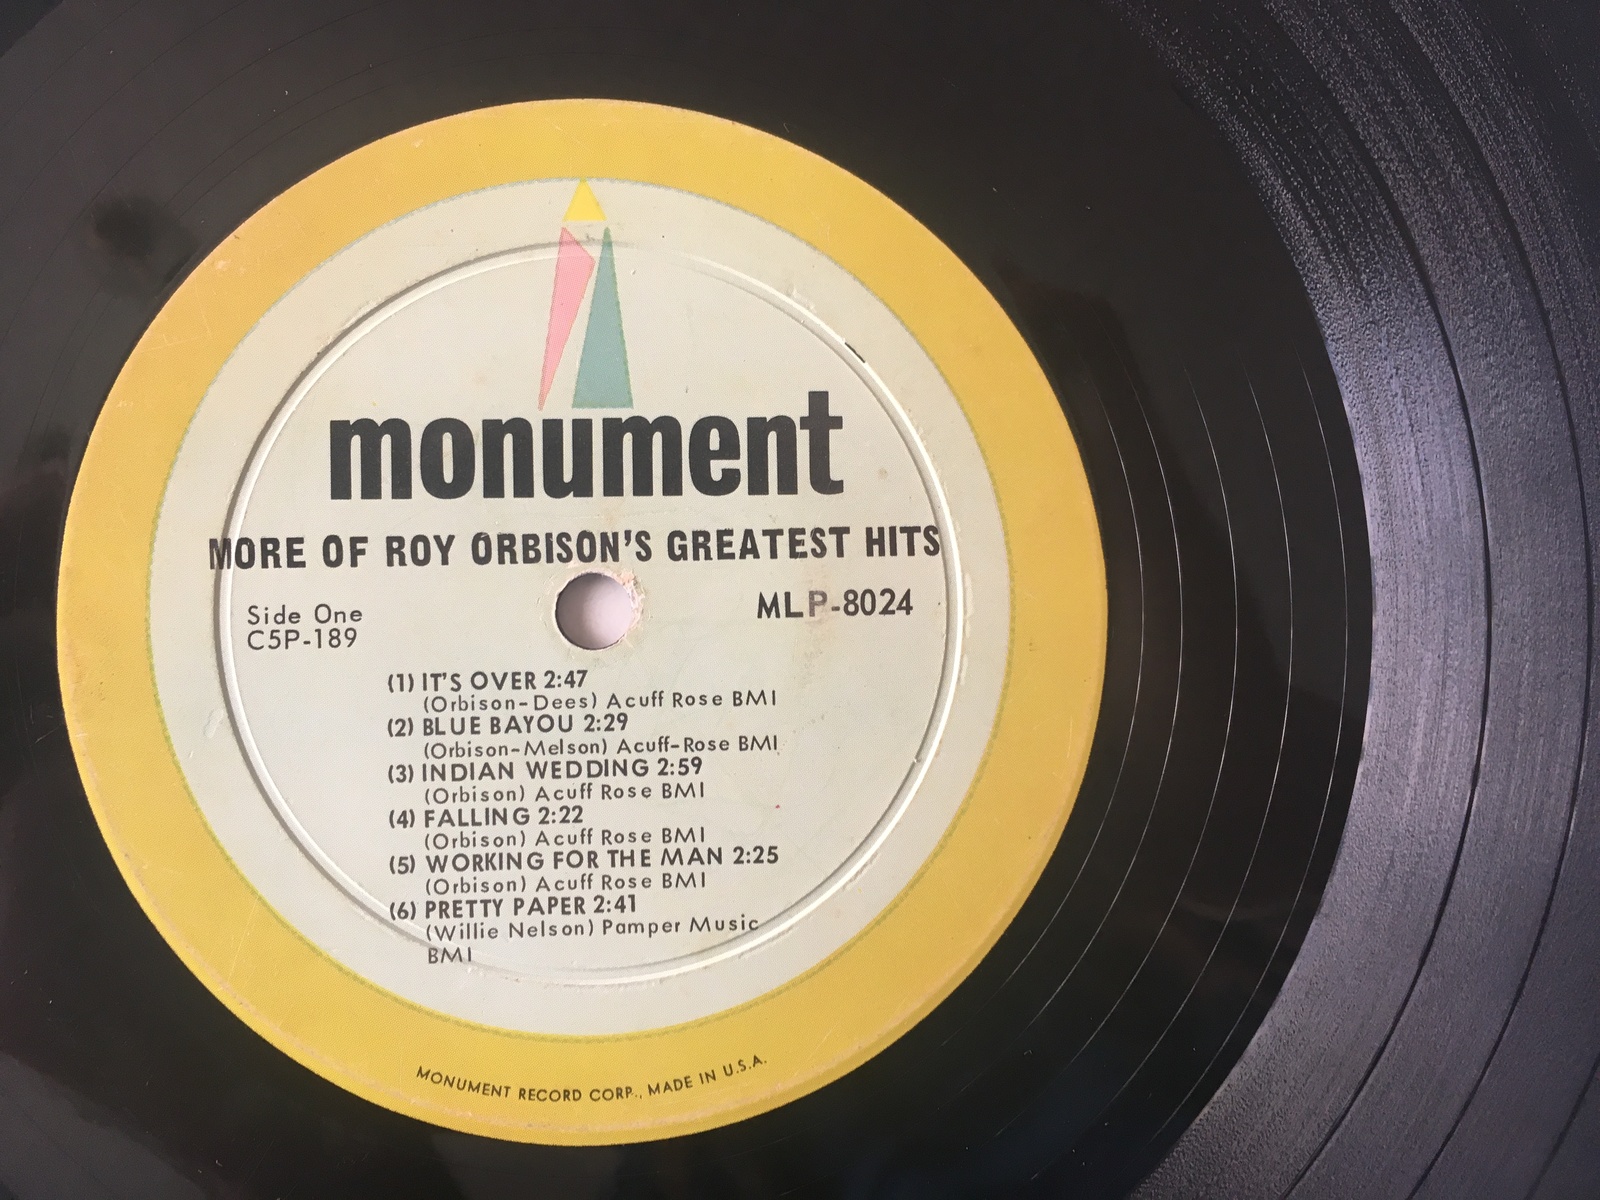 monument
MORE OF ROY ORBISON'S GREATEST HITS
Side One
C5P-189
MLP-8024
(1) IT'S OVER 2:47
(Orbison-Dees) Acuff Rose BMI
(2) BLUE BAYOU 2:29
(Orbison-Melson) Acuff-Rose BMI
(3) INDIAN WEDDING 2:59
(Orbison) Acuff Rose BMI
(4) FALLING 2:22
(Orbison) Acuff Rose BMI
(5) WORKING FOR THE MAN 2:25
(Orbison) Acuff Rose BMI
(6) PRETTY PAPER 2:41
(Willie Nelson) Pamper Music
BMI
MONUMENT RECORD CORP., MADE IN U.S.A.